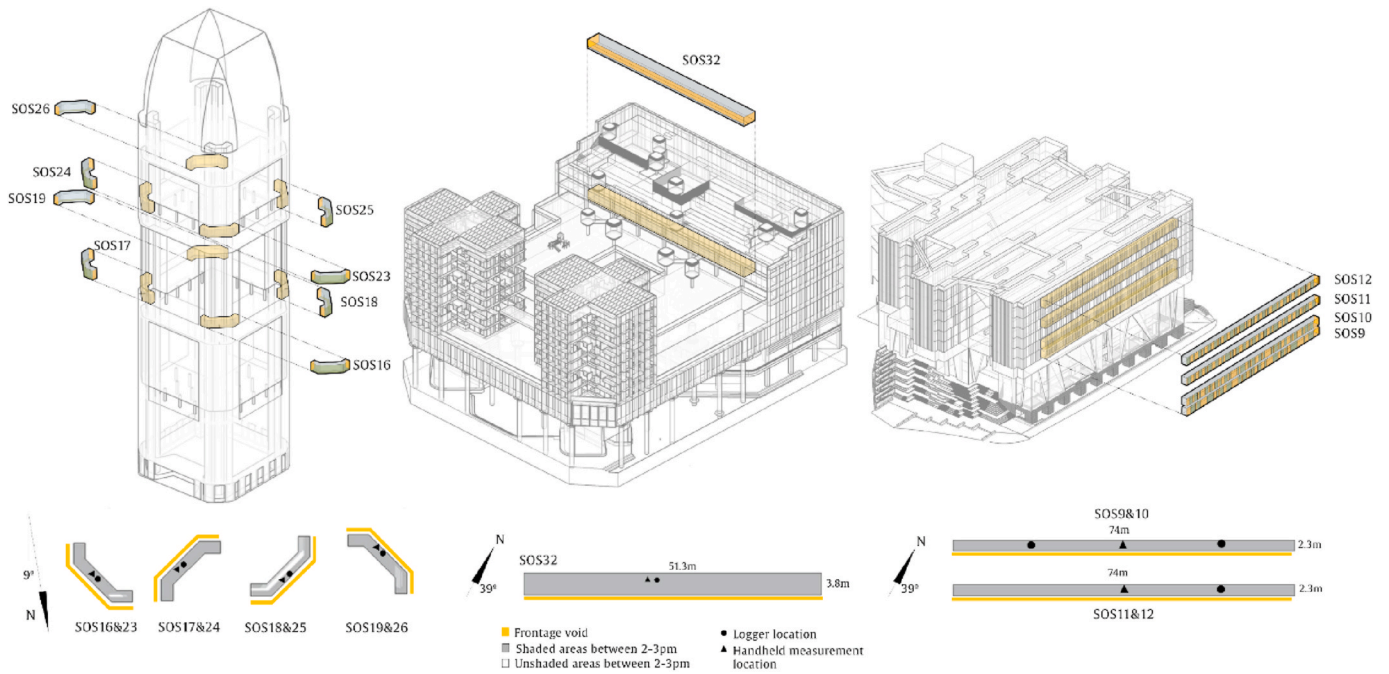 SOS26
SOS24
SOS19
SOS17
SOS25
SOS23
SOS18
SOS16
SOS32
SOS12
SOS11
SOS10
SOS9
9°
N
SOS16&23
SOS17&24
SOS18&25
SOS19&26
N
39°
SOS32
51.3m
3.8m
Frontage void
Shaded areas between 2-3pm
Unshaded areas between 2-3pm
Logger location
Handheld measurement
location
N
39°
SOS9&10
74m
2.3m
74m
2.3m
SOS11&12